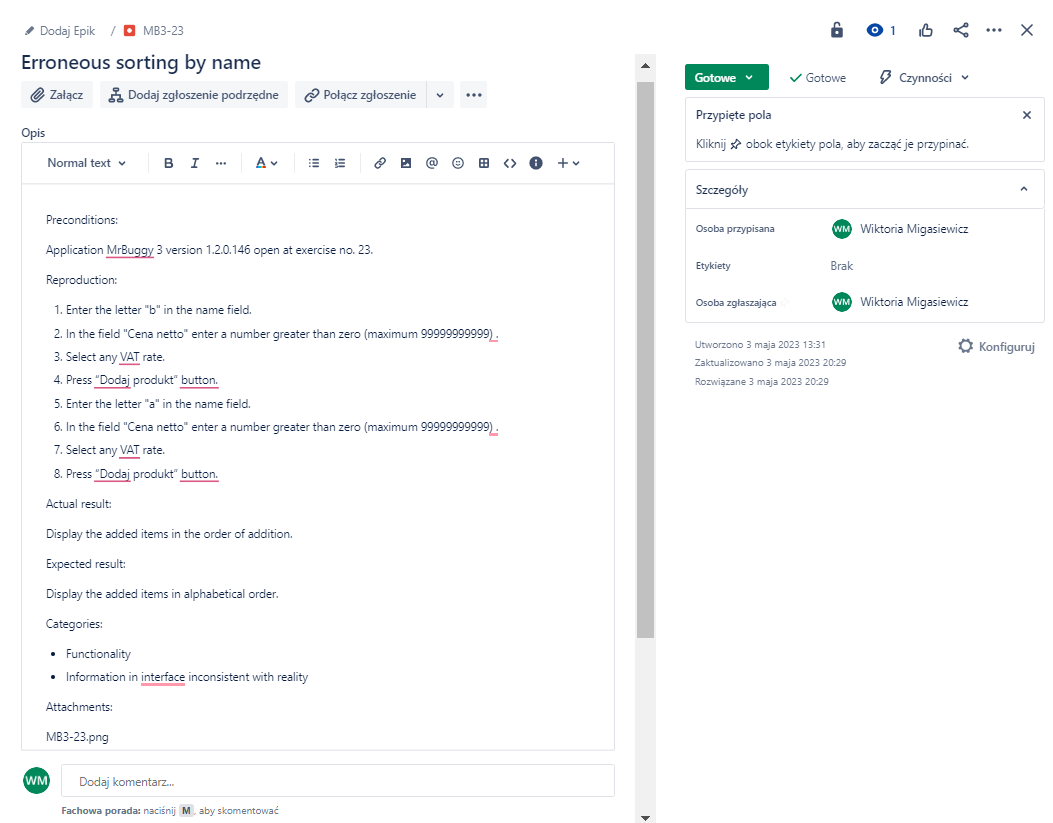 Dodaj Epik / MB3-23
1
Erroneous sorting by name
Załącz Dodaj zgłoszenie podrzędne Połącz zgłoszenie
Opis
Normal text B I A @ +
Preconditions:
Application MrBuggy 3 version 1.2.0.146 open at exercise no. 23.
Reproduction:
1. Enter the letter "b" in the name field.
2. In the field "Cena netto" enter a number greater than zero (maximum 99999999999) .
3. Select any VAT rate.
4. Press “Dodaj produkt“ button.
5. Enter the letter "a" in the name field.
6. In the field "Cena netto" enter a number greater than zero (maximum 99999999999) .
7. Select any VAT rate.
8. Press “Dodaj produkt“ button.
Actual result:
Display the added items in the order of addition.
Expected result:
Display the added items in alphabetical order.
Categories:
• Functionality
• Information in interface inconsistent with reality
Attachments:
MB3-23.png
WM Dodaj komentarz...
Fachowa porada: naciśnij M, aby skomentować
Gotowe Gotowe Czynności
Przypięte pola
Kliknij obok etykiety pola, aby zacząć je przypinać.
Szczegóły
Osoba przypisana WM Wiktoria Migasiewicz
Etykiety Brak
Osoba zgłaszająca WM Wiktoria Migasiewicz
Utworzono 3 maja 2023 13:31 Konfiguruj
Zaktualizowano 3 maja 2023 20:29
Rozwiązane 3 maja 2023 20:29